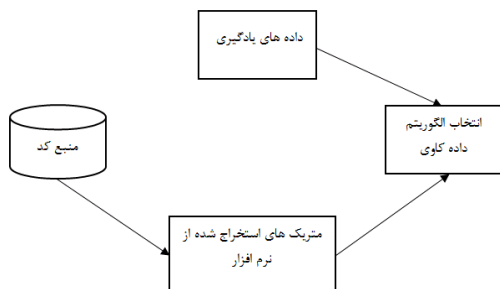 داده های یادگیری
انتخاب الگوریتم
داده کاوی
منبع کد
متریک های استخراج شده از
نرم افزار